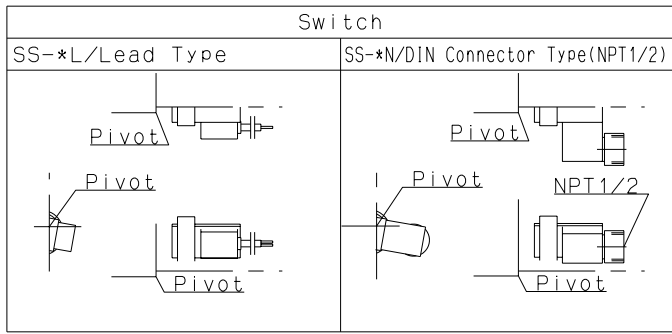 Switch
SS-*L/Lead Type
SS-*N/DIN Connector Type(NPT1/2)
Pivot
Pivot
Pivot
Pivot
NPT1/2
Pivot
Pivot